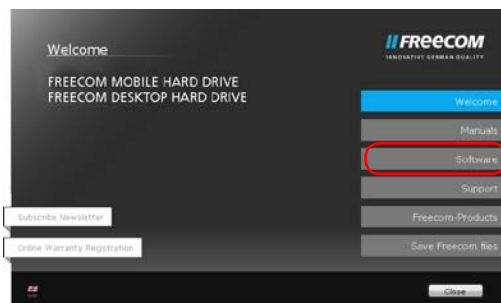 Welcome
FREECOM
INNOVATIVE GERMAN QUALITY
FREECOM MOBILE HARD DRIVE
FREECOM DESKTOP HARD DRIVE
Welcome
Manuals
Software
Support
Freecom-Products
Save Freecom files
Subscribe Newsletter
Online Warranty Registration
Close